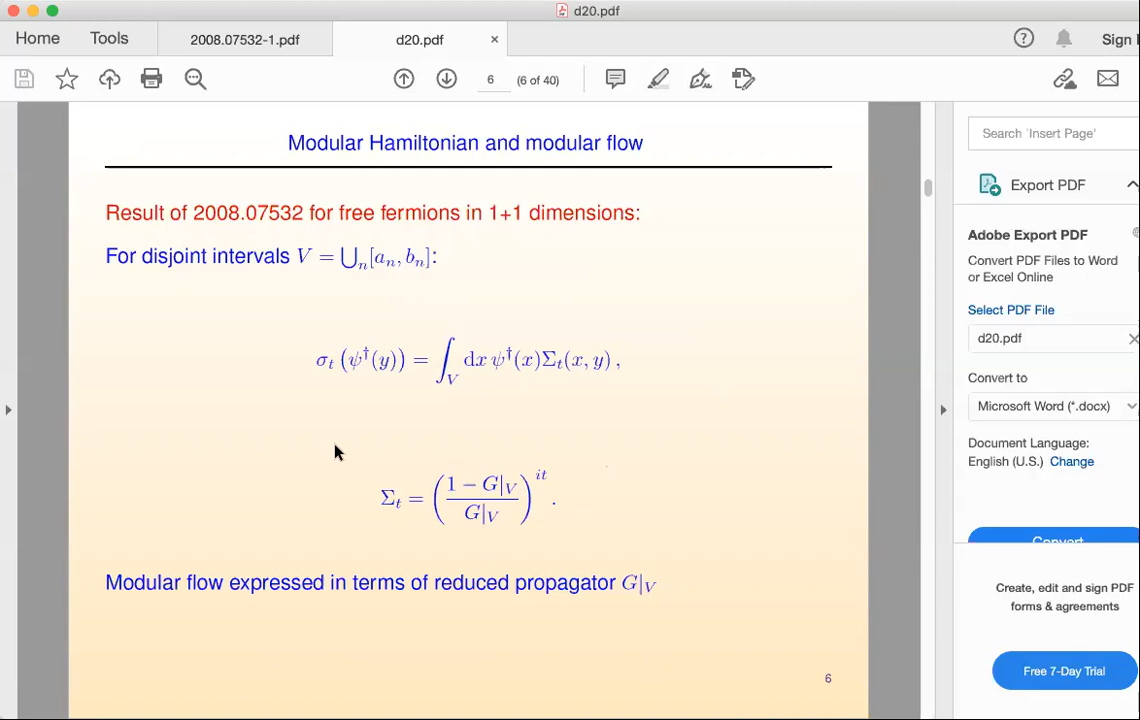 d20.pdf
Home Tools 2008.07532-1.pdf d20.pdf × ? Sign
6 (6 of 40)
Modular Hamiltonian and modular flow
Result of 2008.07532 for free fermions in 1+1 dimensions:
For disjoint intervals V = ⋃ₙ[aₙ, bₙ]:
σₜ (ψ†(y)) = ∫_V dx ψ†(x)Σₜ(x, y) ,
Σₜ = ( (1 − G|_V) / G|_V )^{it} .
Modular flow expressed in terms of reduced propagator G|_V
6
Search 'Insert Page'
Export PDF
Adobe Export PDF
Convert PDF Files to Word
or Excel Online
Select PDF File
d20.pdf ×
Convert to
Microsoft Word (*.docx)
Document Language:
English (U.S.) Change
Convert
Create, edit and sign PDF
forms & agreements
Free 7-Day Trial